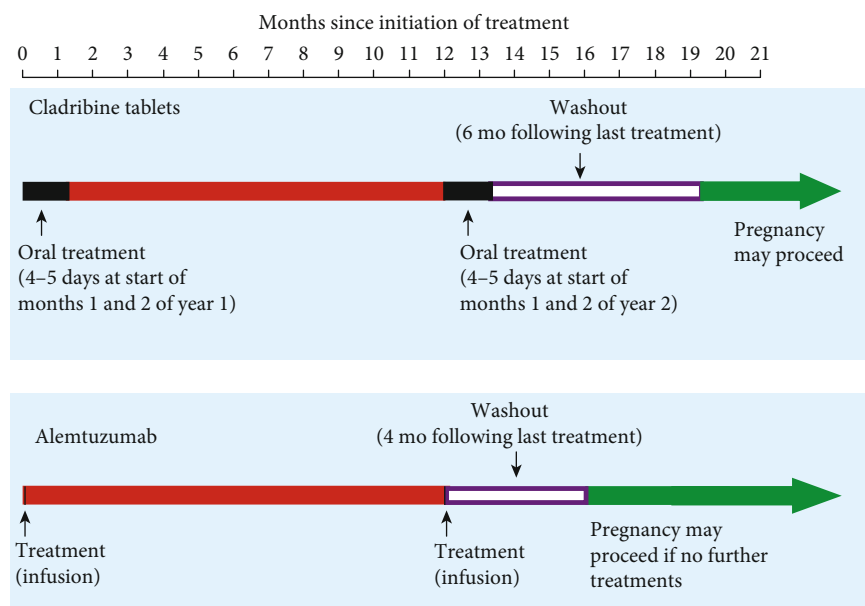 Months since initiation of treatment
0 1 2 3 4 5 6 7 8 9 10 11 12 13 14 15 16 17 18 19 20 21
Cladribine tablets
Washout
(6 mo following last treatment)
Oral treatment
(4–5 days at start of
months 1 and 2 of year 1)
Oral treatment
(4–5 days at start of
months 1 and 2 of year 2)
Pregnancy
may proceed
Alemtuzumab
Washout
(4 mo following last treatment)
Treatment
(infusion)
Treatment
(infusion)
Pregnancy may
proceed if no further
treatments